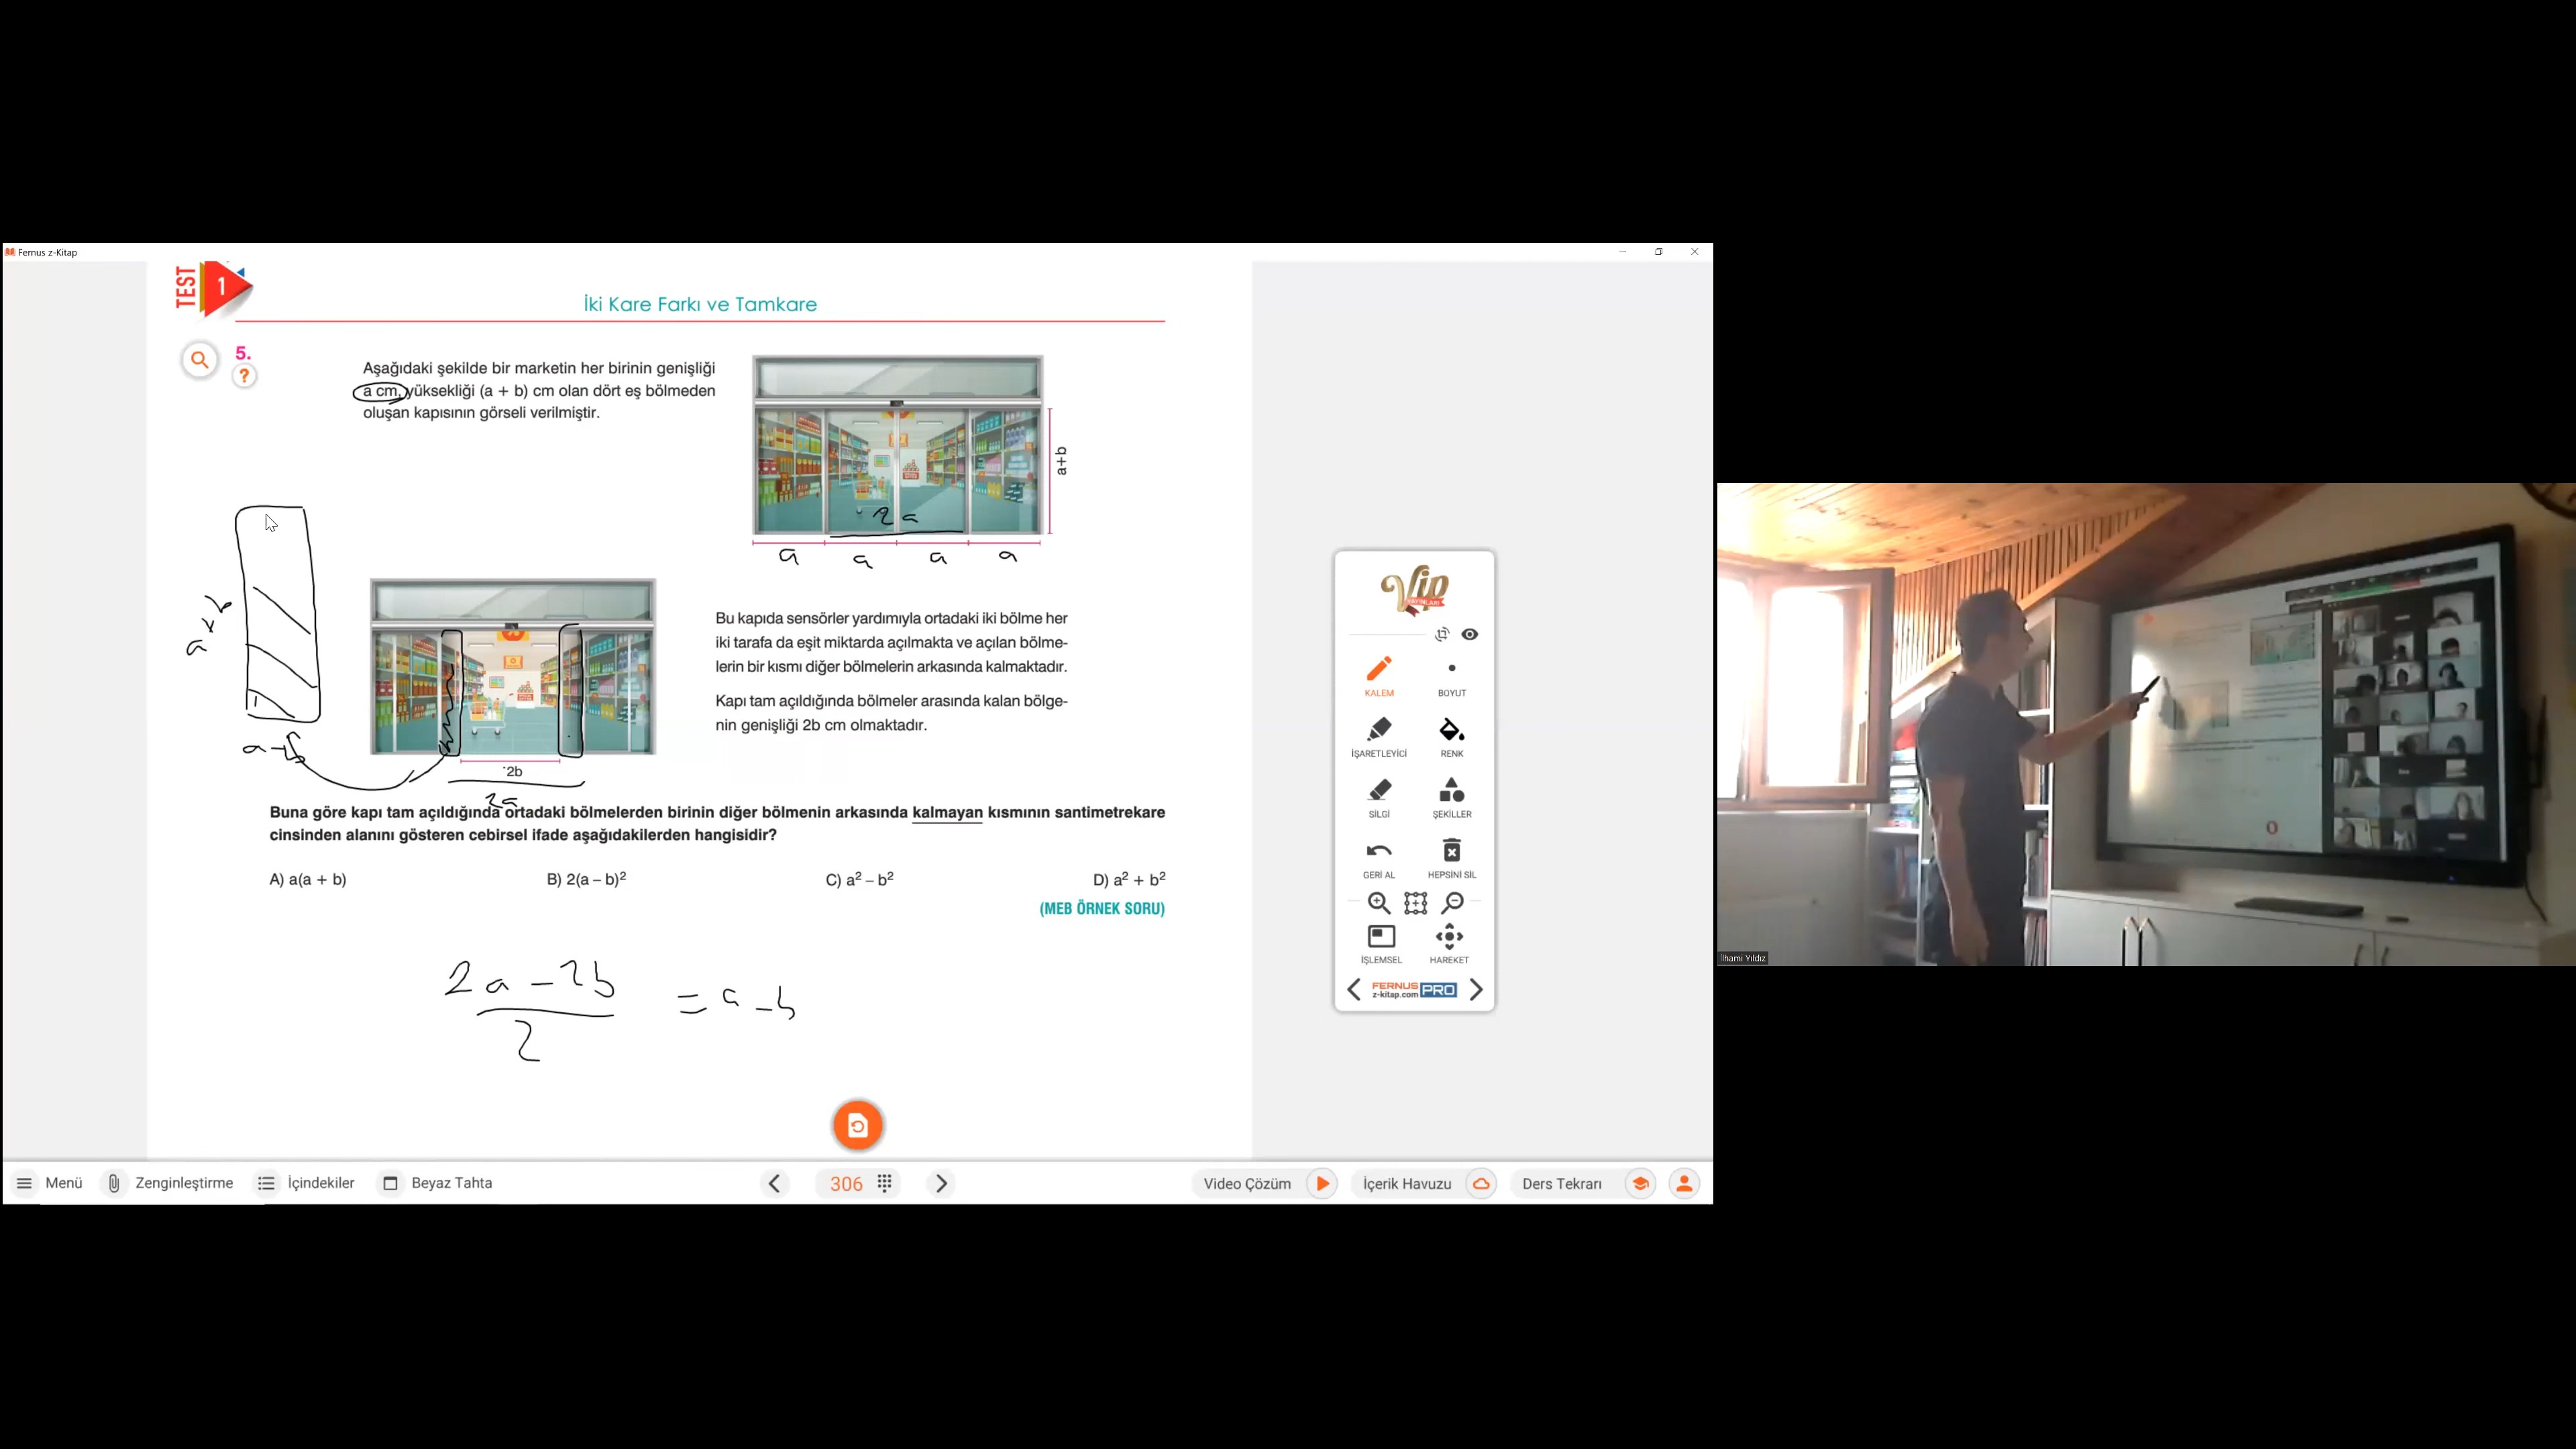 Fernus z-Kitap
TEST
1
İki Kare Farkı ve Tamkare
5.
?
Aşağıdaki şekilde bir marketin her birinin genişliği
a cm, yüksekliği (a + b) cm olan dört eş bölmeden
oluşan kapısının görseli verilmiştir.
a+b
2a
a a a a
a+b
a-b
Bu kapıda sensörler yardımıyla ortadaki iki bölme her
iki tarafa da eşit miktarda açılmakta ve açılan bölme-
lerin bir kısmı diğer bölmelerin arkasında kalmaktadır.
Kapı tam açıldığında bölmeler arasında kalan bölge-
nin genişliği 2b cm olmaktadır.
2b
2a
Buna göre kapı tam açıldığında ortadaki bölmelerden birinin diğer bölmenin arkasında kalmayan kısmının santimetrekare
cinsinden alanını gösteren cebirsel ifade aşağıdakilerden hangisidir?
A) a(a + b) B) 2(a – b)² C) a² – b² D) a² + b²
(MEB ÖRNEK SORU)
2a - 2b
2
= a - b
Vip
YAYINLARI
KALEM BOYUT
İŞARETLEYİCİ RENK
SİLGİ ŞEKİLLER
GERİ AL HEPSİNİ SİL
İŞLEMSEL HAREKET
FERNUS
z-kitap.com PRO
Menü Zenginleştirme İçindekiler Beyaz Tahta 306 Video Çözüm İçerik Havuzu Ders Tekrarı
İlhami Yıldız